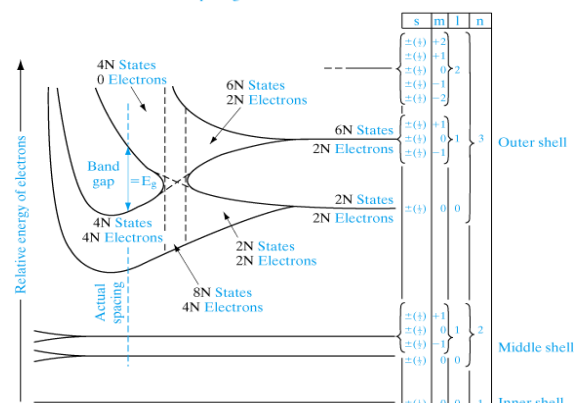 s m l n
±(½) +2
±(½) +1
±(½) 0 2
±(½) −1
±(½) −2
4N States
0 Electrons
6N States
2N Electrons
6N States
2N Electrons
±(½) +1
±(½) 0 1 3
±(½) −1
Outer shell
Band
gap
=Eg
2N States
2N Electrons
±(½) 0 0
4N States
4N Electrons
2N States
2N Electrons
8N States
4N Electrons
Actual
spacing
Relative energy of electrons
±(½) +1
±(½) 0 1 2
±(½) −1
±(½) 0 0
Middle shell
±(½) 0 0 1
Inner shell